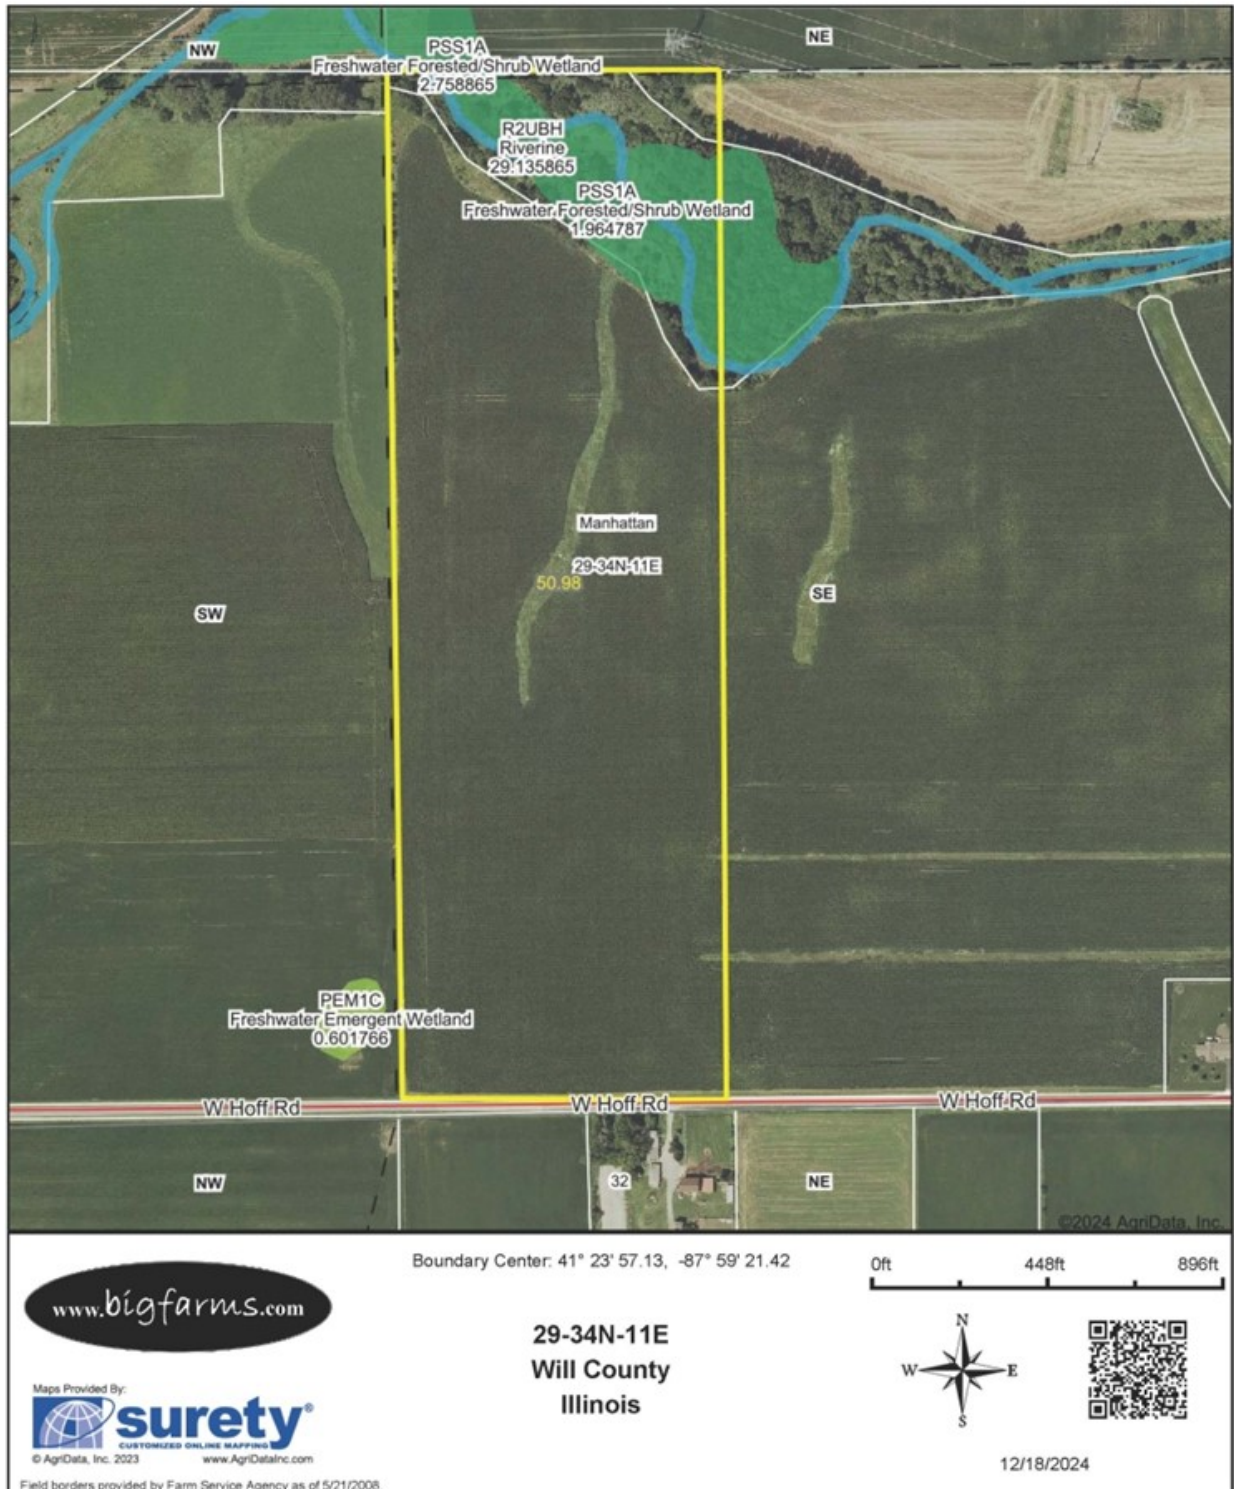 NW
NE
PSS1A
Freshwater Forested/Shrub Wetland
2.758865
R2UBH
Riverine
29.135865
PSS1A
Freshwater Forested/Shrub Wetland
1.964787
Manhattan
29-34N-11E
50.98
SW
SE
PEM1C
Freshwater Emergent Wetland
0.601766
W Hoff Rd
W Hoff Rd
W Hoff Rd
NW
32
NE
©2024 AgriData, Inc.
www.bigfarms.com
Boundary Center: 41° 23' 57.13, -87° 59' 21.42
0ft 448ft 896ft
29-34N-11E
Will County
Illinois
N
W E
S
Maps Provided By:
surety®
CUSTOMIZED ONLINE MAPPING
© AgriData, Inc. 2023 www.AgriDataInc.com
12/18/2024
Field borders provided by Farm Service Agency as of 5/21/2008.